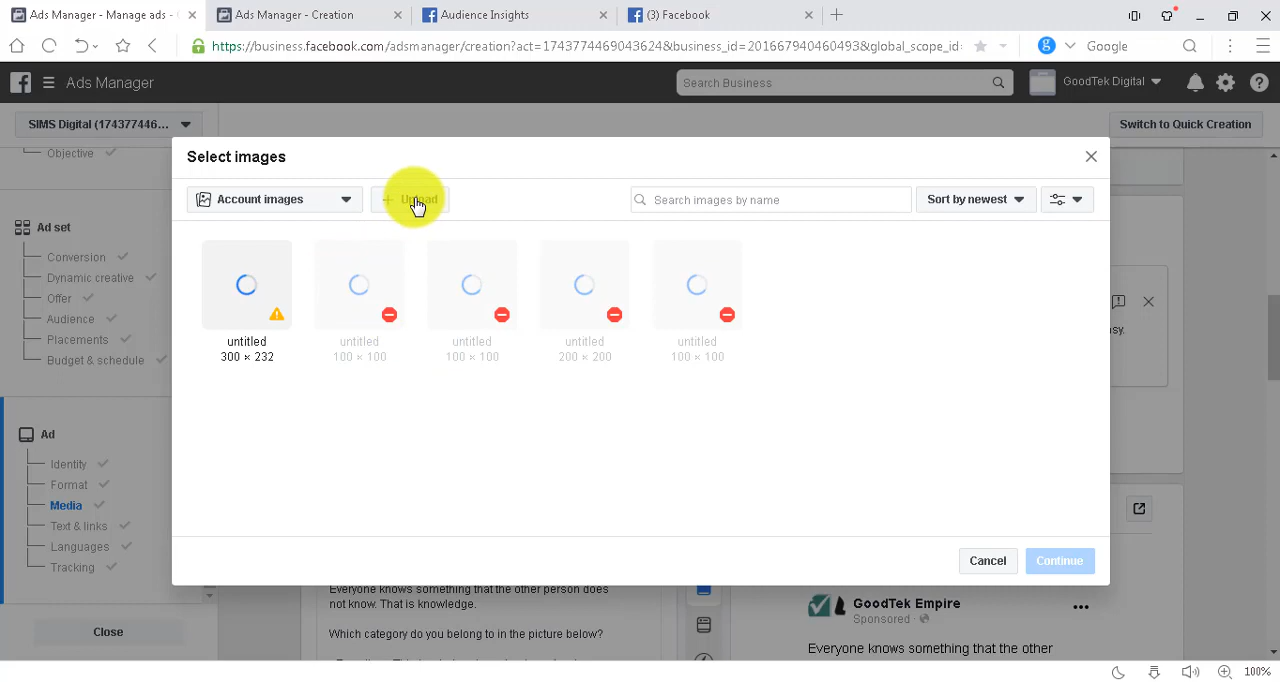 Ads Manager - Manage ads -
Ads Manager - Creation
Audience Insights
(3) Facebook
https://business.facebook.com/adsmanager/creation?act=1743774469043624&business_id=201667940460493&global_scope_id=
Google
Ads Manager
Search Business
GoodTek Digital
SIMS Digital (174377446...
Switch to Quick Creation
Objective
Ad set
Conversion
Dynamic creative
Offer
Audience
Placements
Budget & schedule
Ad
Identity
Format
Media
Text & links
Languages
Tracking
Close
Select images
Account images
+ Upload
Search images by name
Sort by newest
untitled
300 × 232
untitled
100 × 100
untitled
100 × 100
untitled
200 × 200
untitled
100 × 100
Cancel
Continue
sy.
Everyone knows something that the other person does
not know. That is knowledge.
Which category do you belong to in the picture below?
GoodTek Empire
Sponsored ·
Everyone knows something that the other
100%